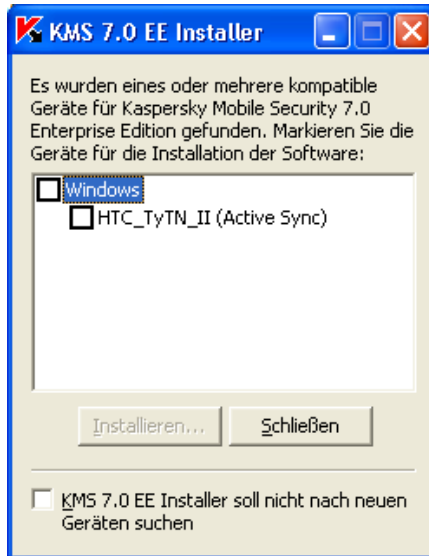 KMS 7.0 EE Installer
Es wurden eines oder mehrere kompatible
Geräte für Kaspersky Mobile Security 7.0
Enterprise Edition gefunden. Markieren Sie die
Geräte für die Installation der Software:
Windows
HTC_TyTN_II (Active Sync)
Installieren... Schließen
KMS 7.0 EE Installer soll nicht nach neuen
Geräten suchen